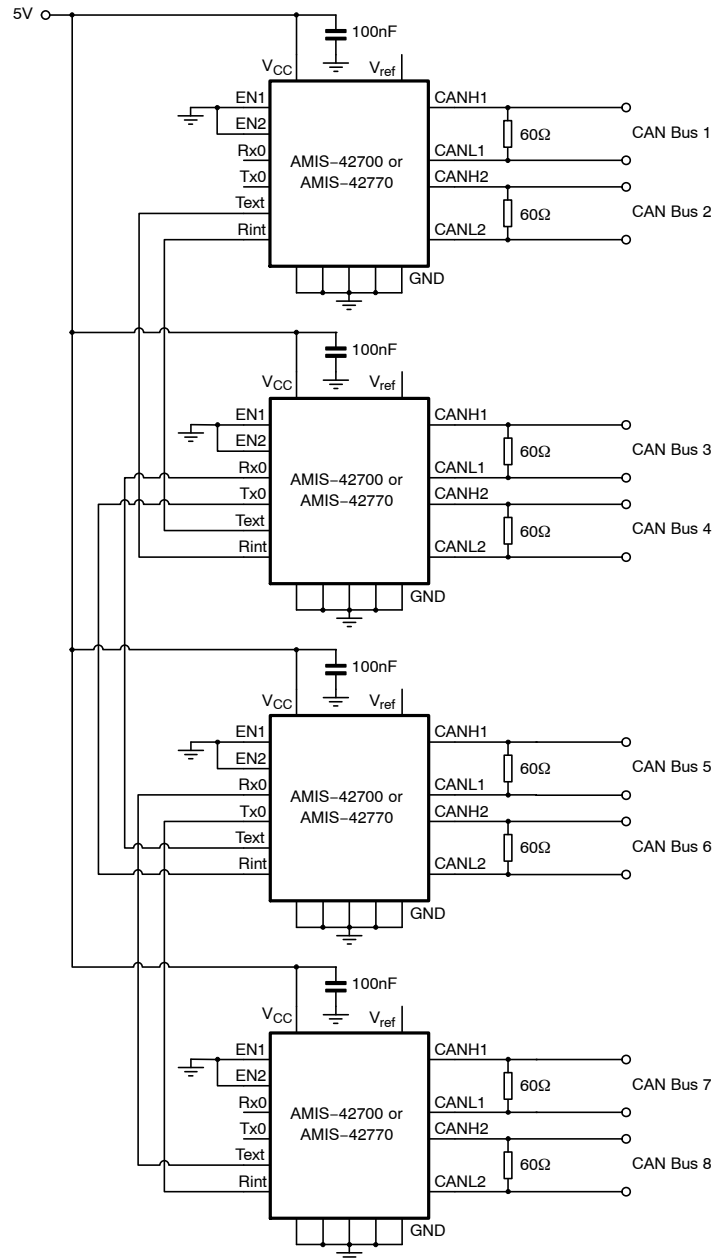 5V
100nF
VCC
Vref
EN1
CANH1
EN2
CAN Bus 1
60Ω
Rx0
CANL1
AMIS−42700 or
AMIS−42770
Tx0
CANH2
Text
60Ω
CAN Bus 2
Rint
CANL2
GND
100nF
VCC
Vref
EN1
CANH1
EN2
CAN Bus 3
60Ω
Rx0
CANL1
AMIS−42700 or
AMIS−42770
Tx0
CANH2
Text
60Ω
CAN Bus 4
Rint
CANL2
GND
100nF
VCC
Vref
EN1
CANH1
EN2
CAN Bus 5
60Ω
Rx0
CANL1
AMIS−42700 or
AMIS−42770
Tx0
CANH2
Text
60Ω
CAN Bus 6
Rint
CANL2
GND
100nF
VCC
Vref
EN1
CANH1
EN2
CAN Bus 7
60Ω
Rx0
CANL1
AMIS−42700 or
AMIS−42770
Tx0
CANH2
Text
60Ω
CAN Bus 8
Rint
CANL2
GND